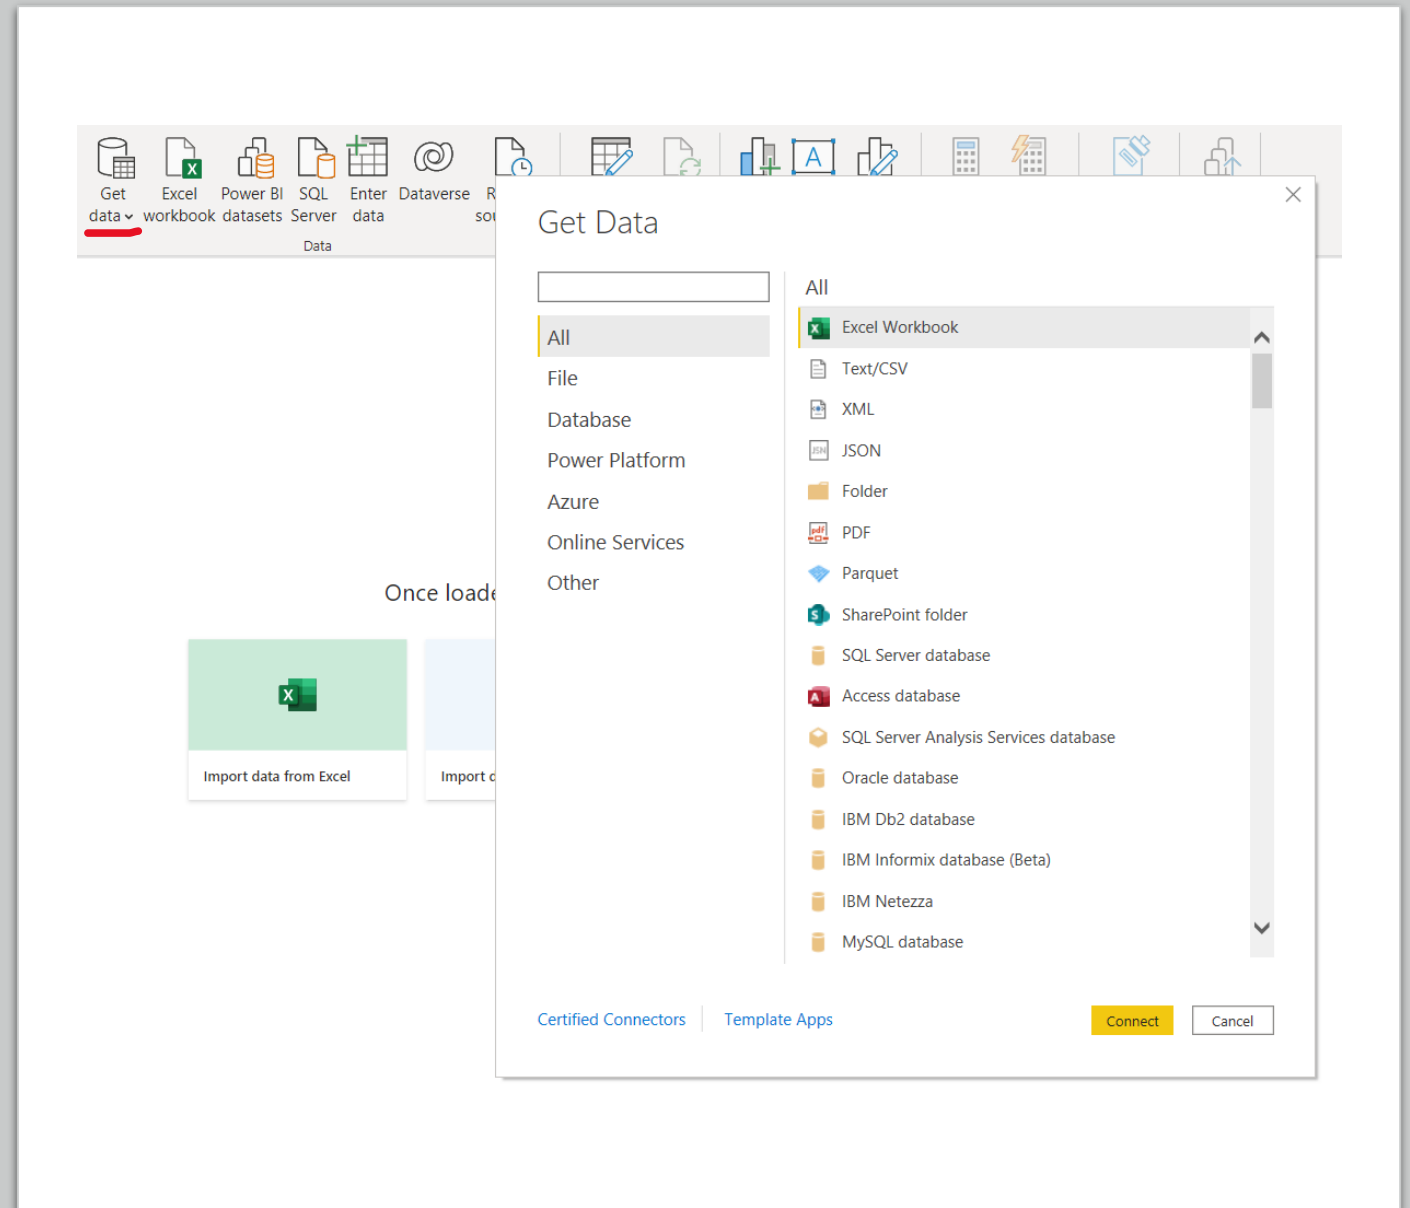 Get data
Excel workbook
Power BI datasets
SQL Server
Enter data
Dataverse
Data
Get Data
All
File
Database
Power Platform
Azure
Online Services
Other
All
Excel Workbook
Text/CSV
XML
JSON
Folder
PDF
Parquet
SharePoint folder
SQL Server database
Access database
SQL Server Analysis Services database
Oracle database
IBM Db2 database
IBM Informix database (Beta)
IBM Netezza
MySQL database
Certified Connectors
Template Apps
Connect
Cancel
Once
Import data from Excel
Import